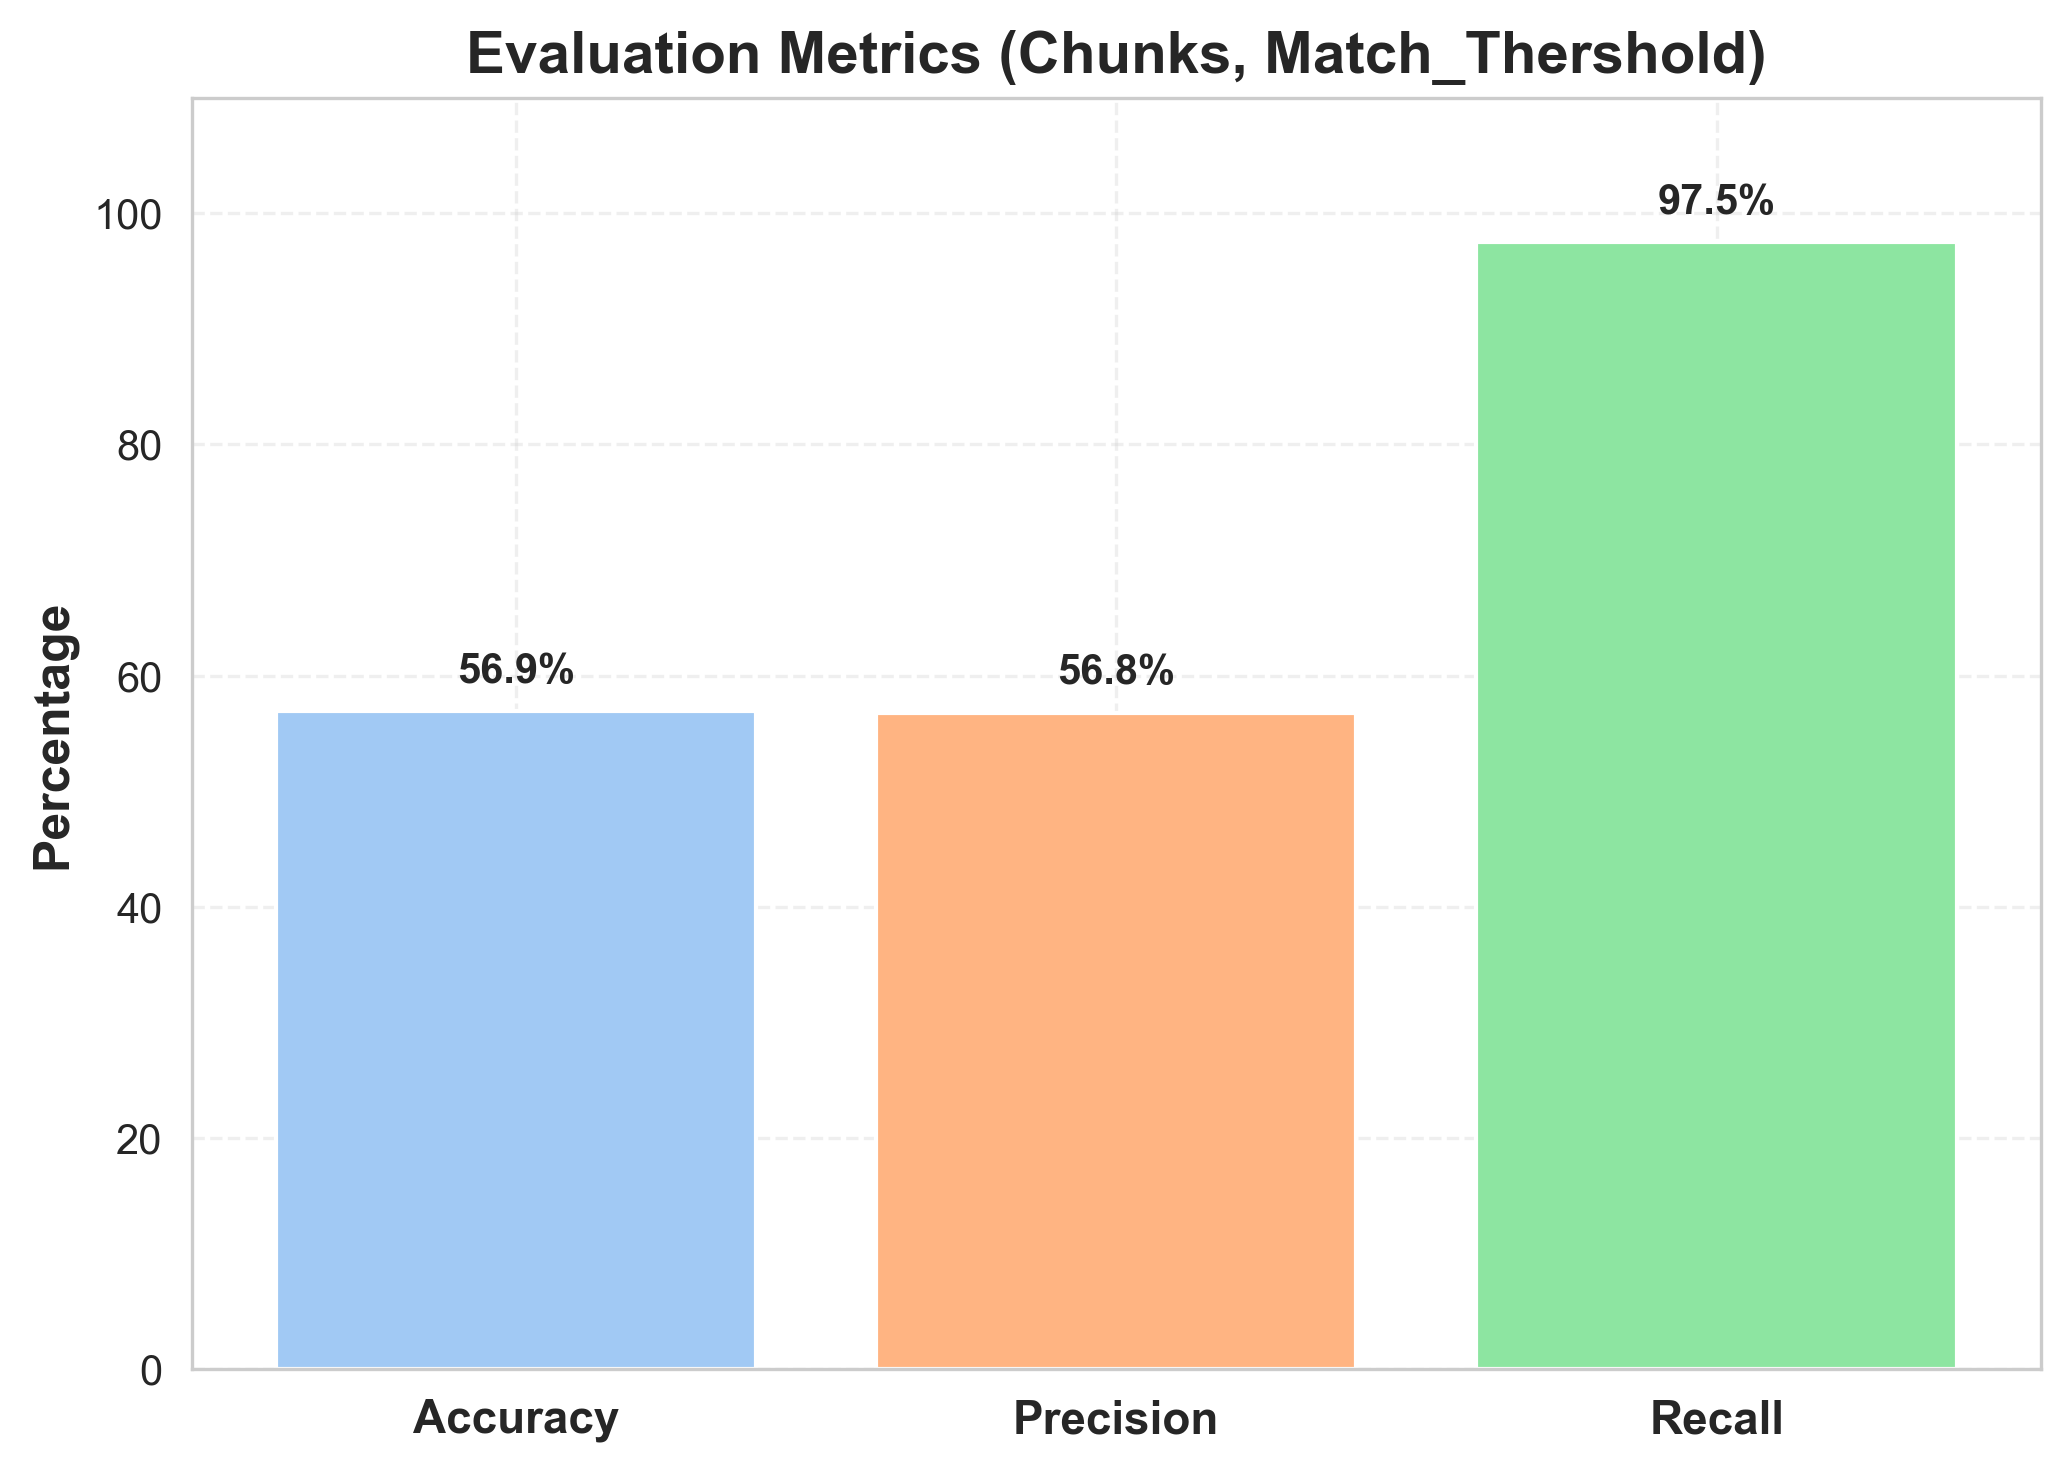 Evaluation Metrics (Chunks, Match_Thershold)
97.5%
100
80
56.9%
56.8%
60
40
20
0
Percentage
Accuracy
Precision
Recall